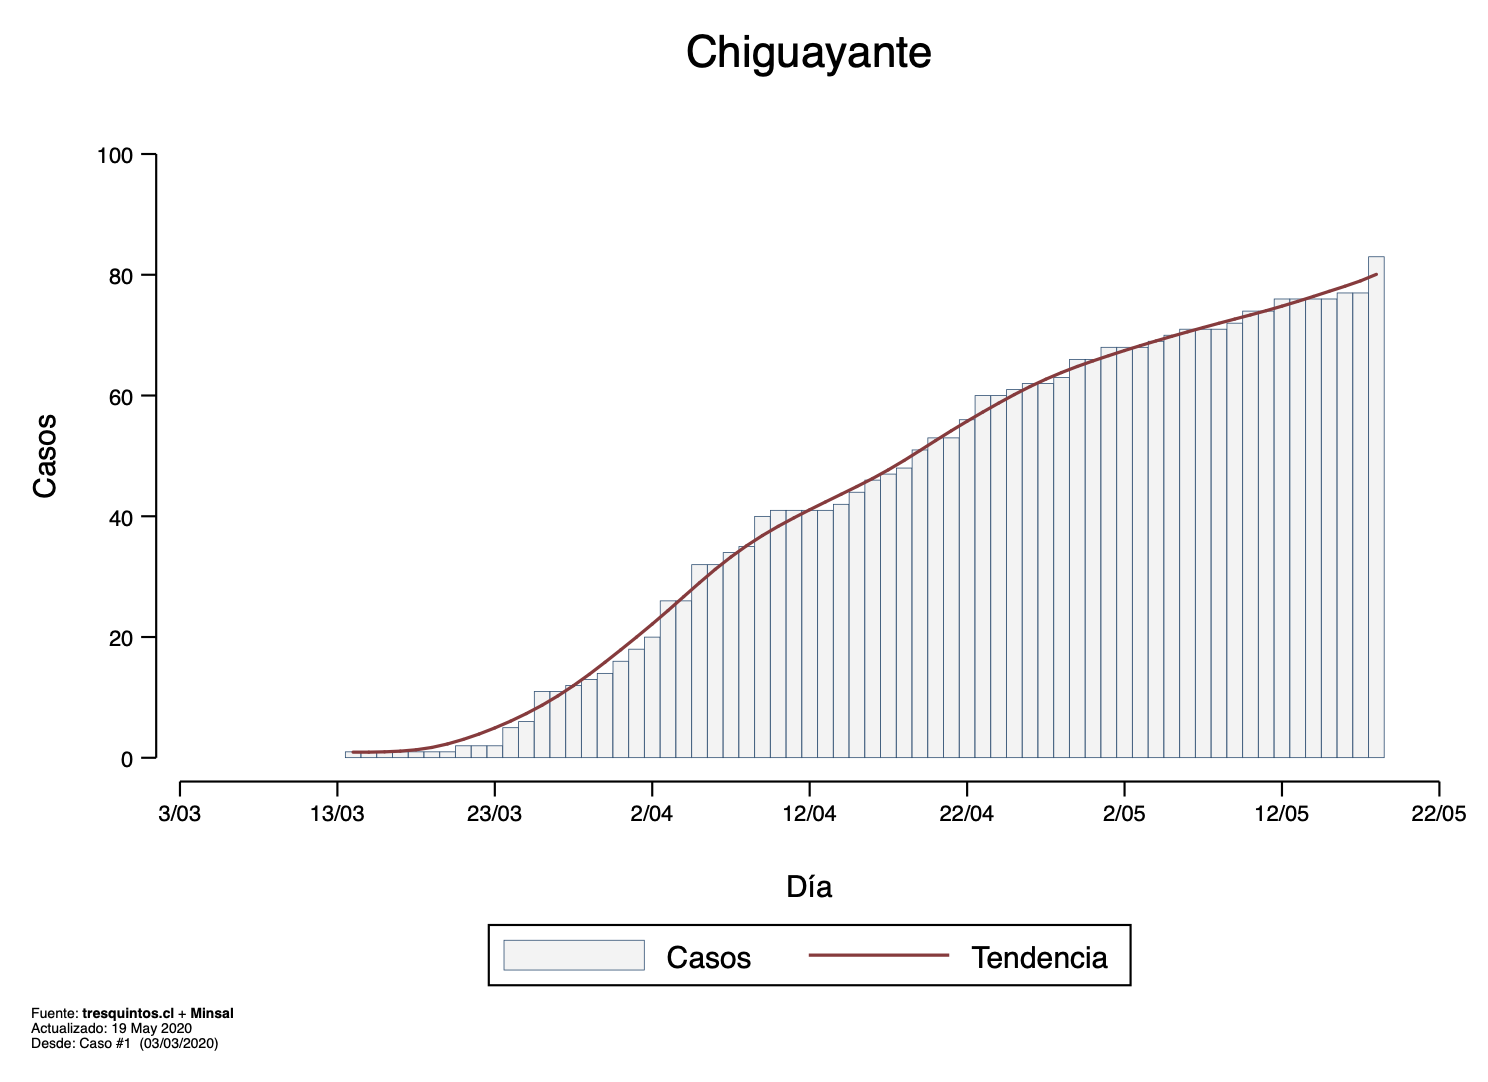 Chiguayante
100
80
60
40
20
0
Casos
3/03 13/03 23/03 2/04 12/04 22/04 2/05 12/05 22/05
Día
Casos Tendencia
Fuente: tresquintos.cl + Minsal
Actualizado: 19 May 2020
Desde: Caso #1 (03/03/2020)